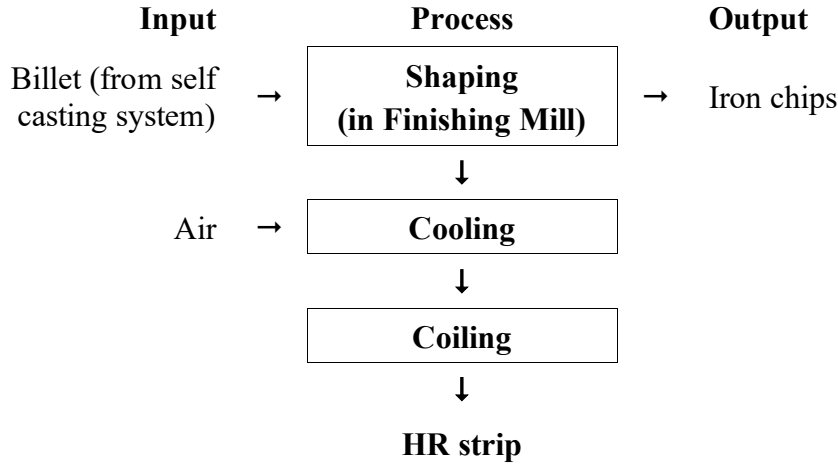 Input Process Output
Billet (from self
casting system) → Shaping
(in Finishing Mill) → Iron chips
↓
Air → Cooling
↓
Coiling
↓
HR strip